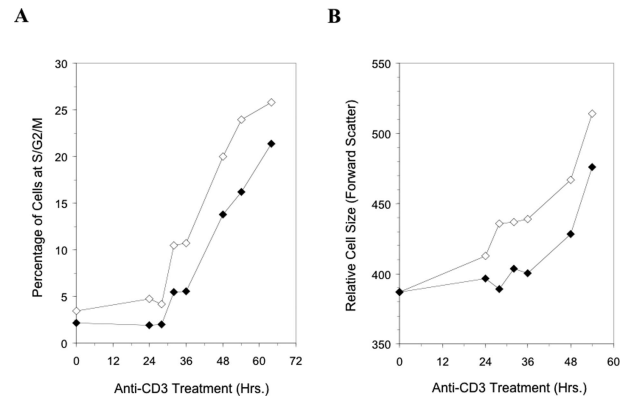 A
B
Percentage of Cells at S/G2/M
30
25
20
15
10
5
0
0 12 24 36 48 60 72
Anti-CD3 Treatment (Hrs.)
Relative Cell Size (Forward Scatter)
550
500
450
400
350
0 12 24 36 48 60
Anti-CD3 Treatment (Hrs.)